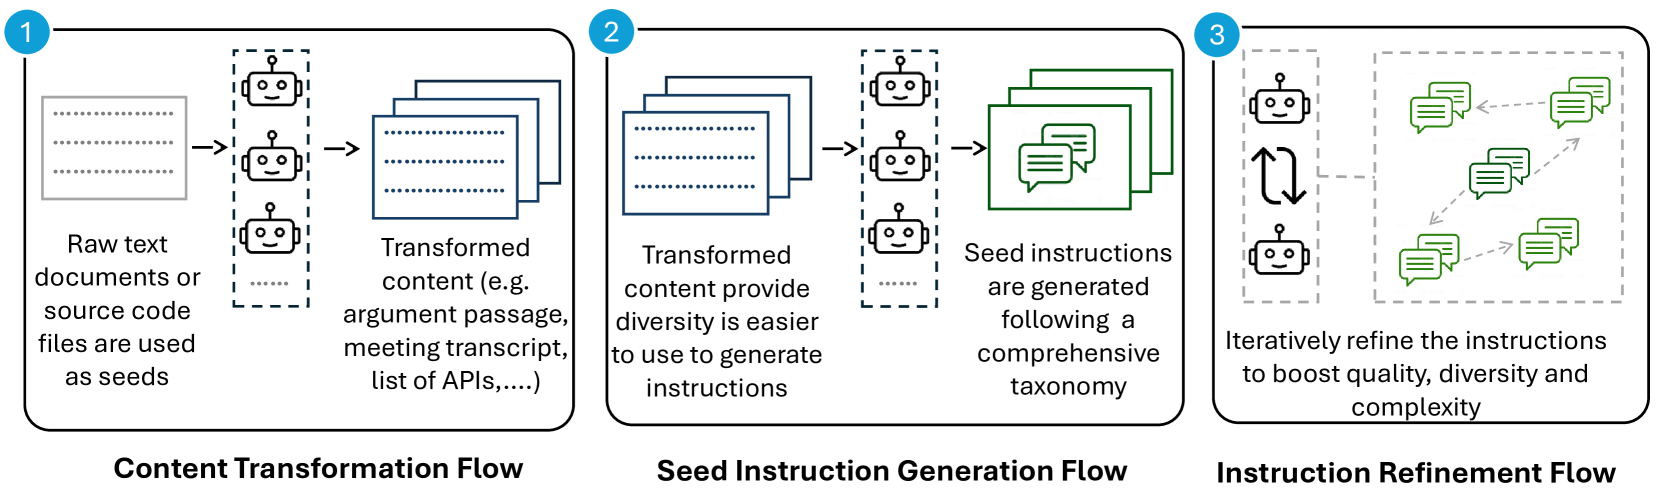 1
Raw text
documents or
source code
files are used
as seeds
......
Transformed
content (e.g.
argument passage,
meeting transcript,
list of APIs,....)
Content Transformation Flow
2
Transformed
content provide
diversity is easier
to use to generate
instructions
......
Seed instructions
are generated
following a
comprehensive
taxonomy
Seed Instruction Generation Flow
3
Iteratively refine the instructions
to boost quality, diversity and
complexity
Instruction Refinement Flow